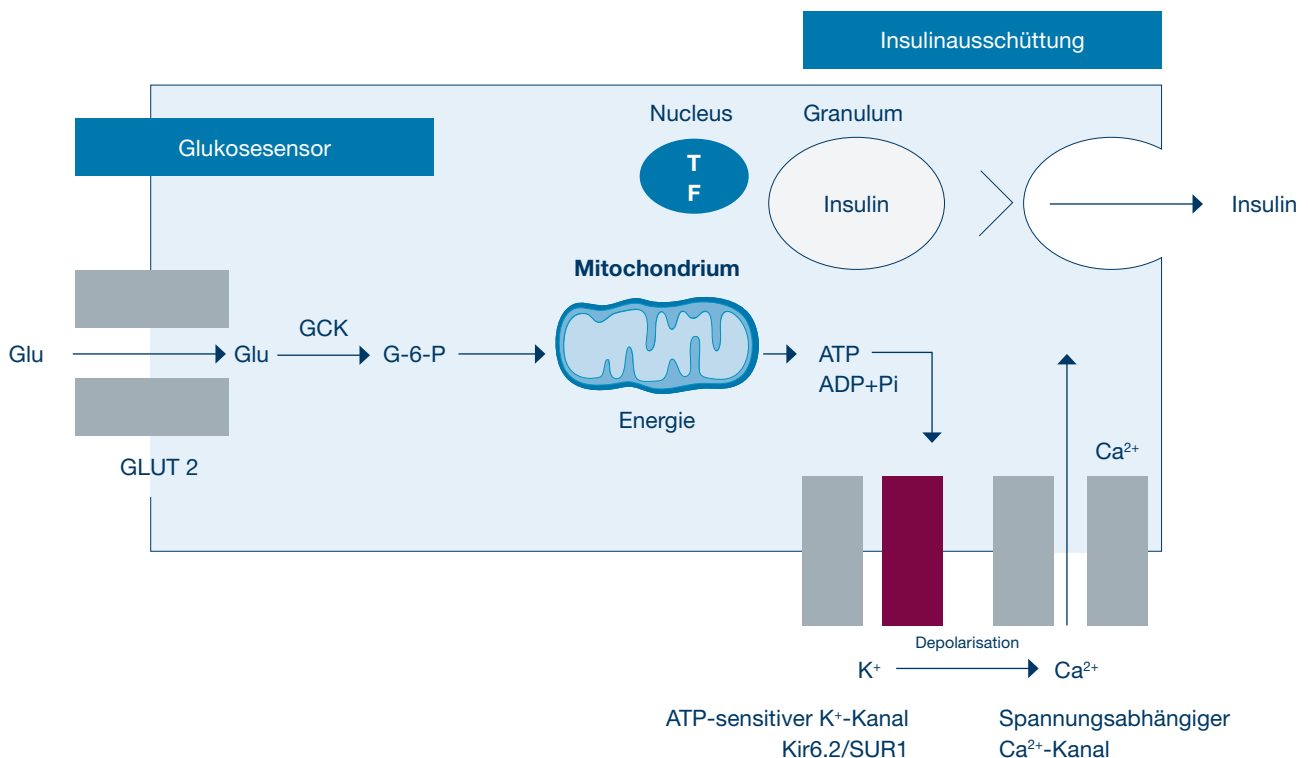 Insulinausschüttung
Glukosesensor
Nucleus
T
F
Granulum
Insulin
Insulin
Mitochondrium
Energie
Glu
Glu
GCK
G-6-P
GLUT 2
ATP
ADP+Pi
Ca²⁺
Depolarisation
K⁺
Ca²⁺
ATP-sensitiver K⁺-Kanal
Kir6.2/SUR1
Spannungsabhängiger
Ca²⁺-Kanal